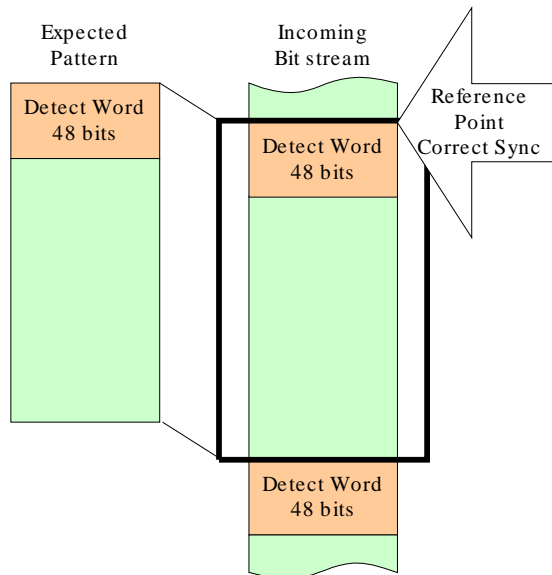 Expected
Pattern
Incoming
Bit stream
Detect Word
48 bits
Detect Word
48 bits
Reference
Point
Correct Sync
Detect Word
48 bits